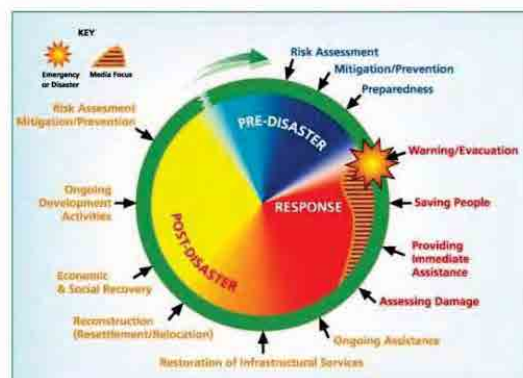 KEY
Emergency
or Disaster
Media Focus
Risk Assessment
Mitigation/Prevention
Preparedness
Warning/Evacuation
Saving People
Providing
Immediate
Assistance
Assessing Damage
Ongoing Assistance
Restoration of Infrastructural Services
Reconstruction
(Resettlement/Relocation)
Economic
& Social Recovery
Ongoing
Development
Activities
Risk Assesment
Mitigation/Prevention
PRE-DISASTER
RESPONSE
POST-DISASTER